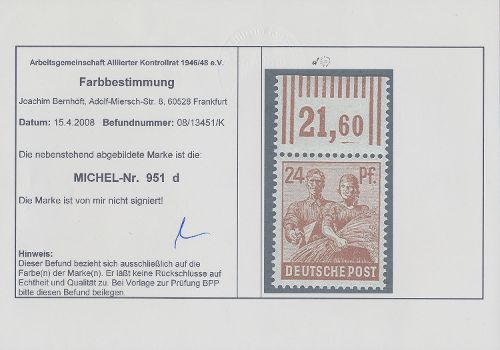 Arbeitsgemeinschaft Alliierter Kontrollrat 1946/48 e.V.
Farbbestimmung
Joachim Bernhöft, Adolf-Miersch-Str. 8, 60528 Frankfurt
Datum: 15.4.2008 Befundnummer: 08/13451/K
Die nebenstehend abgebildete Marke ist die:
MICHEL-Nr. 951 d
Die Marke ist von mir nicht signiert!
Hinweis:
Dieser Befund bezieht sich ausschließlich auf die
Farbe(n) der Marke(n). Er läßt keine Rückschlüsse auf
Echtheit und Qualität zu. Bei Vorlage zur Prüfung BPP
bitte diesen Befund beilegen.
d
21,60
24 Pf.
DEUTSCHE POST